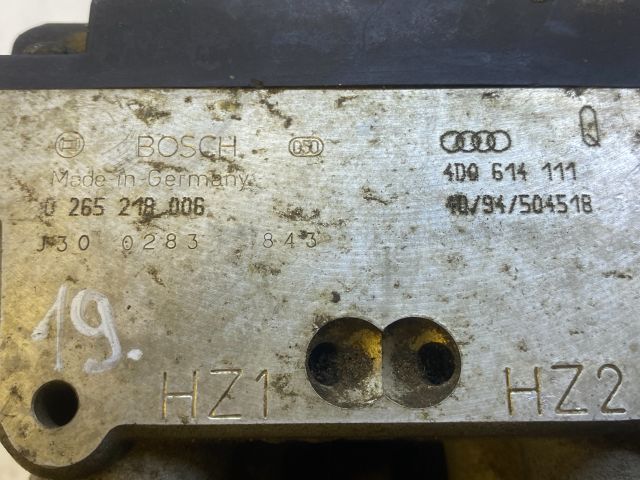 BOSCH
Made in Germany
0 265 218 006
J30 0283 843
4D0 614 111
40/94/504518
19.
HZ1
HZ2